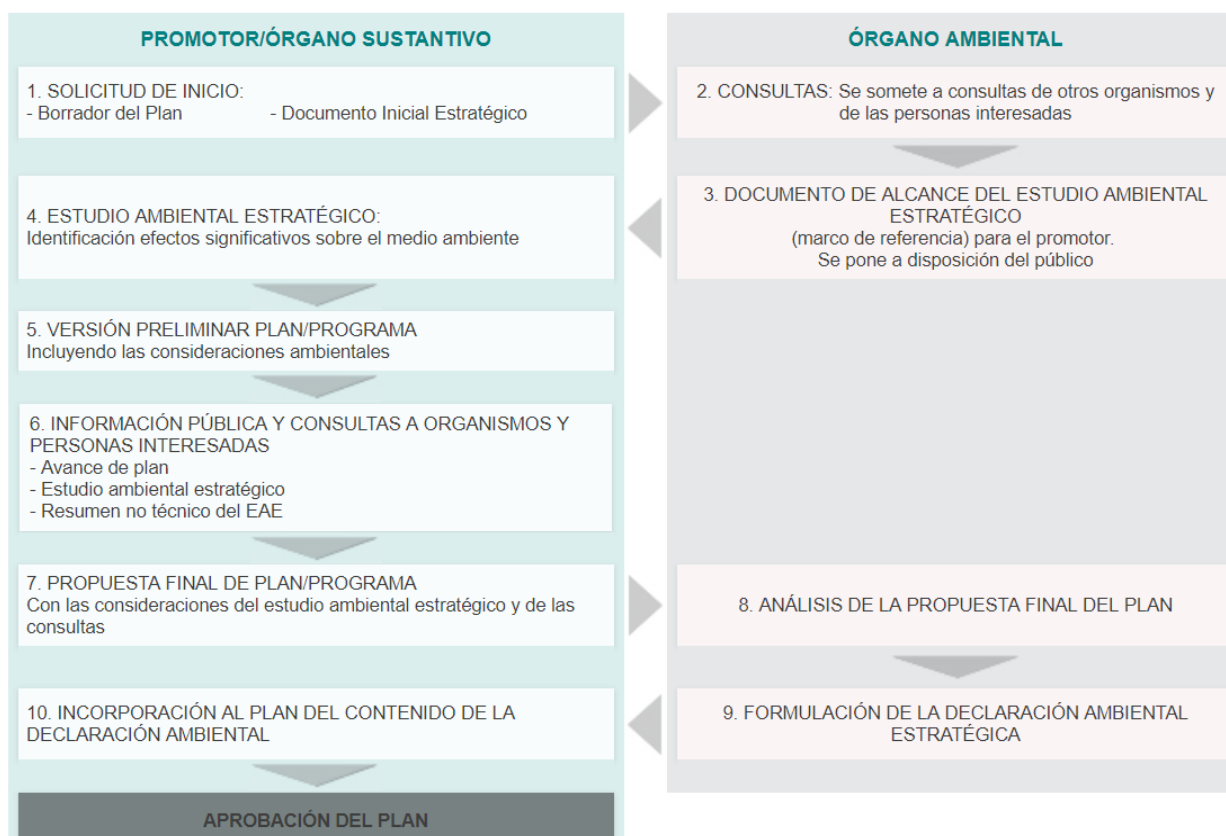 PROMOTOR/ÓRGANO SUSTANTIVO
ÓRGANO AMBIENTAL
1. SOLICITUD DE INICIO:
- Borrador del Plan - Documento Inicial Estratégico
2. CONSULTAS: Se somete a consultas de otros organismos y
de las personas interesadas
3. DOCUMENTO DE ALCANCE DEL ESTUDIO AMBIENTAL
ESTRATÉGICO
(marco de referencia) para el promotor.
Se pone a disposición del público
4. ESTUDIO AMBIENTAL ESTRATÉGICO:
Identificación efectos significativos sobre el medio ambiente
5. VERSIÓN PRELIMINAR PLAN/PROGRAMA
Incluyendo las consideraciones ambientales
6. INFORMACIÓN PÚBLICA Y CONSULTAS A ORGANISMOS Y
PERSONAS INTERESADAS
- Avance de plan
- Estudio ambiental estratégico
- Resumen no técnico del EAE
7. PROPUESTA FINAL DE PLAN/PROGRAMA
Con las consideraciones del estudio ambiental estratégico y de las
consultas
8. ANÁLISIS DE LA PROPUESTA FINAL DEL PLAN
9. FORMULACIÓN DE LA DECLARACIÓN AMBIENTAL
ESTRATÉGICA
10. INCORPORACIÓN AL PLAN DEL CONTENIDO DE LA
DECLARACIÓN AMBIENTAL
APROBACIÓN DEL PLAN